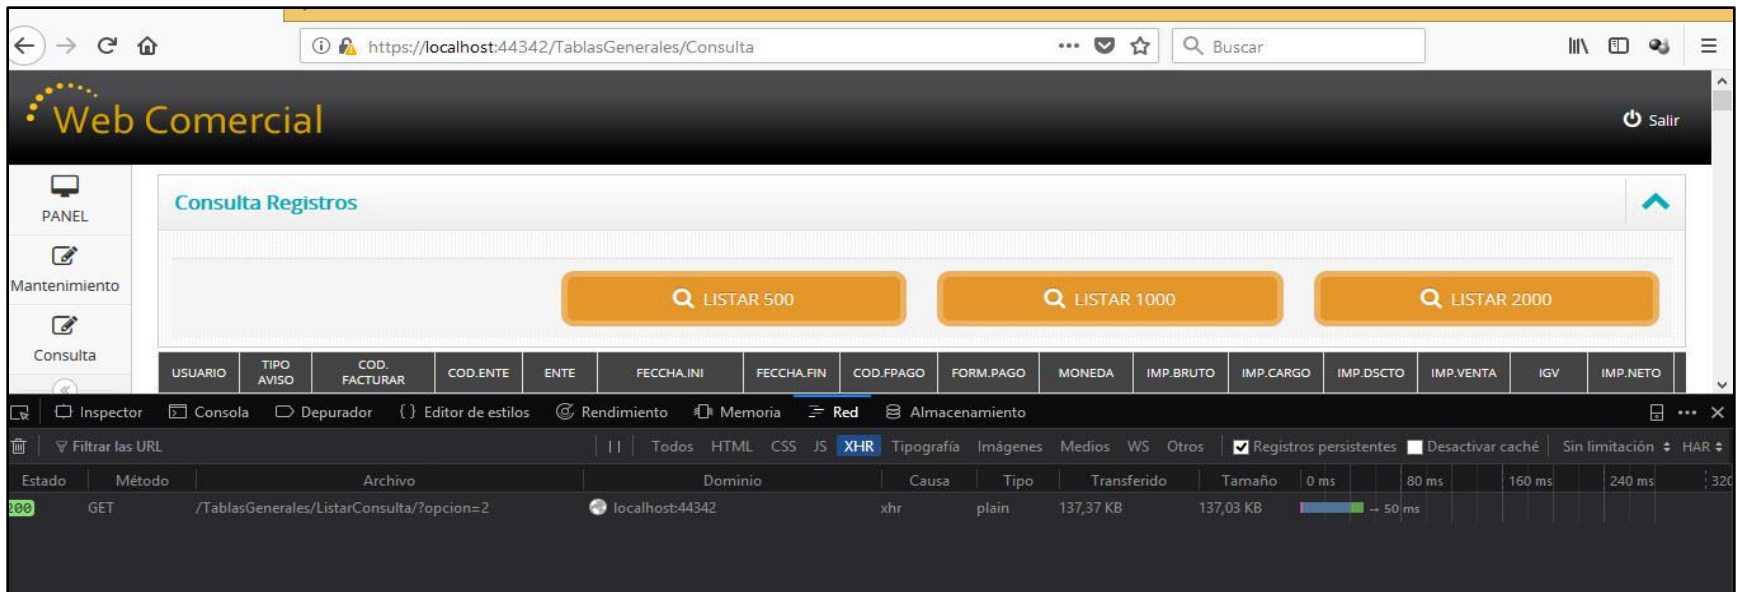 https://localhost:44342/TablasGenerales/Consulta
Buscar
Web Comercial
Salir
PANEL
Mantenimiento
Consulta
Consulta Registros
LISTAR 500
LISTAR 1000
LISTAR 2000
USUARIO TIPO AVISO COD. FACTURAR COD.ENTE ENTE FECCHA.INI FECCHA.FIN COD.FPAGO FORM.PAGO MONEDA IMP.BRUTO IMP.CARGO IMP.DSCTO IMP.VENTA IGV IMP.NETO
Inspector Consola Depurador {} Editor de estilos Rendimiento Memoria Red Almacenamiento
Filtrar las URL Todos HTML CSS JS XHR Tipografía Imágenes Medios WS Otros Registros persistentes Desactivar caché Sin limitación HAR
Estado Método Archivo Dominio Causa Tipo Transferido Tamaño 0 ms 80 ms 160 ms 240 ms 320
200 GET /TablasGenerales/ListarConsulta/?opcion=2 localhost:44342 xhr plain 137,37 KB 137,03 KB → 50 ms